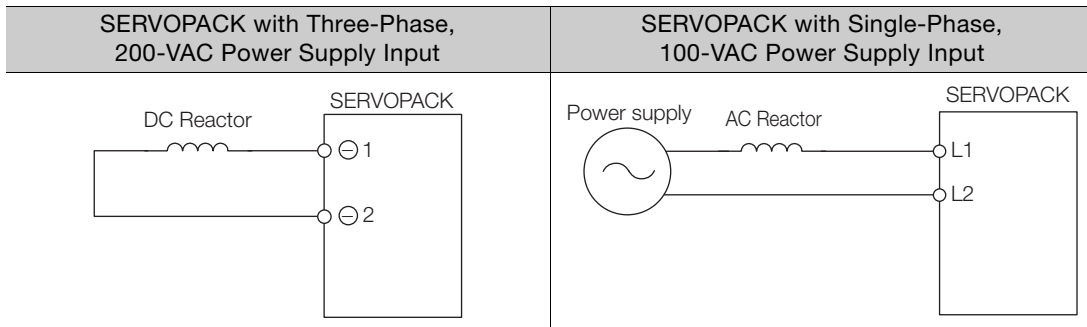 SERVOPACK with Three-Phase,
200-VAC Power Supply Input
SERVOPACK with Single-Phase,
100-VAC Power Supply Input
DC Reactor
SERVOPACK
⊖ 1
⊖ 2
Power supply
AC Reactor
SERVOPACK
L1
L2